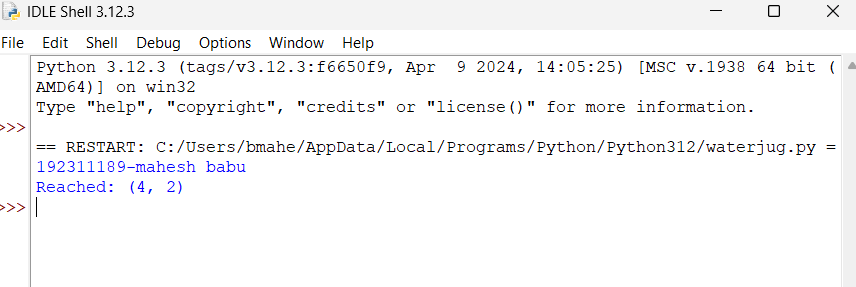 IDLE Shell 3.12.3
File Edit Shell Debug Options Window Help
Python 3.12.3 (tags/v3.12.3:f6650f9, Apr  9 2024, 14:05:25) [MSC v.1938 64 bit (
AMD64)] on win32
Type "help", "copyright", "credits" or "license()" for more information.
>>>
== RESTART: C:/Users/bmahe/AppData/Local/Programs/Python/Python312/waterjug.py =
192311189-mahesh babu
Reached: (4, 2)
>>>